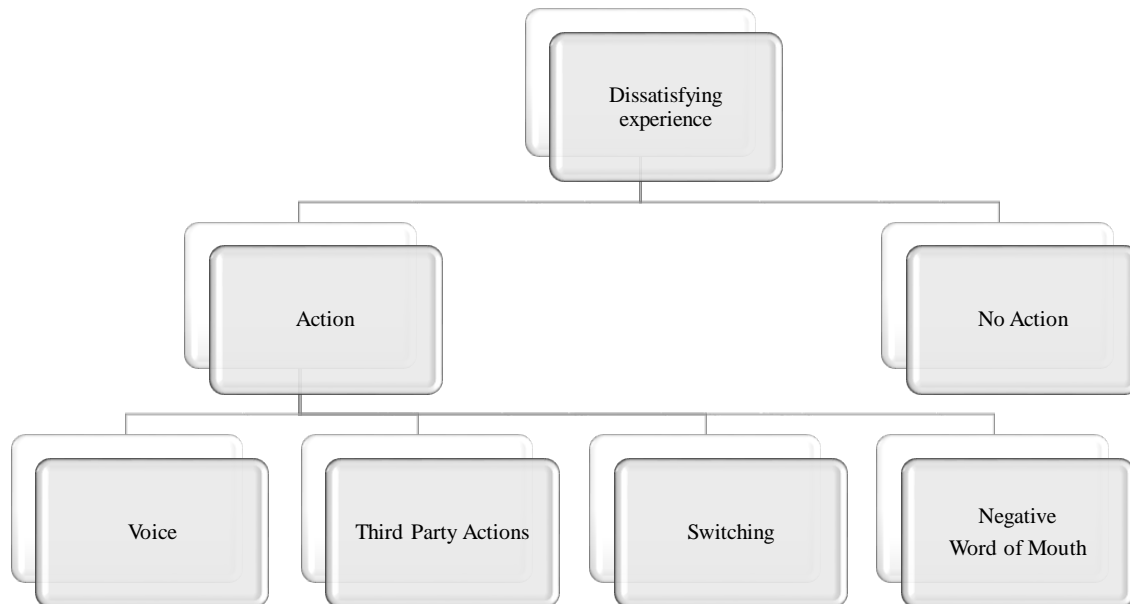 Dissatisfying
experience
Action
No Action
Voice
Third Party Actions
Switching
Negative
Word of Mouth